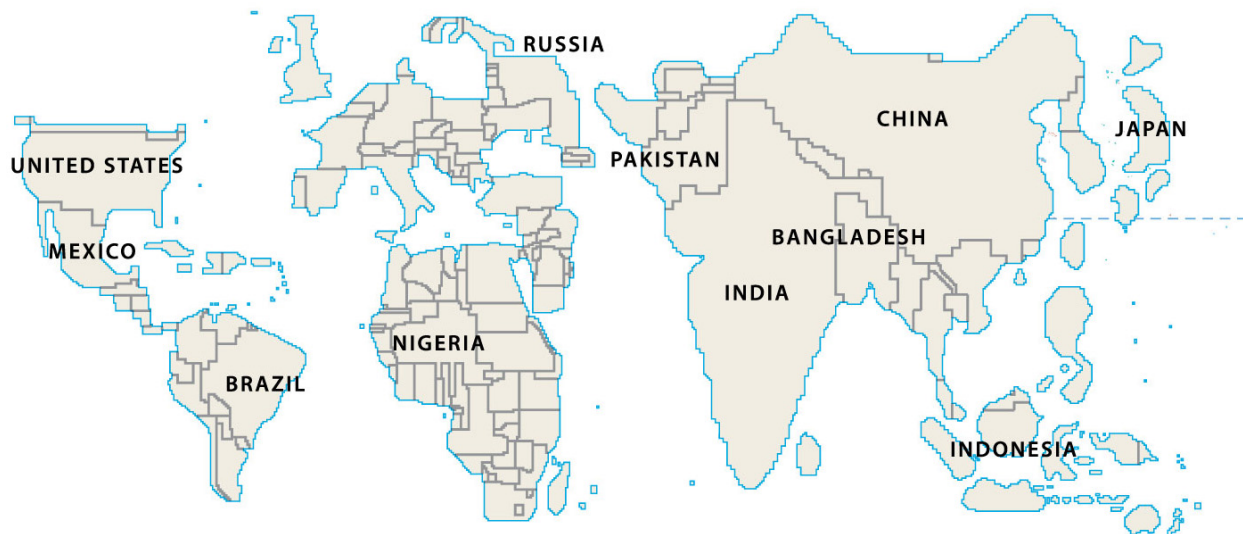 RUSSIA
CHINA
JAPAN
UNITED STATES
PAKISTAN
MEXICO
BANGLADESH
INDIA
NIGERIA
BRAZIL
INDONESIA